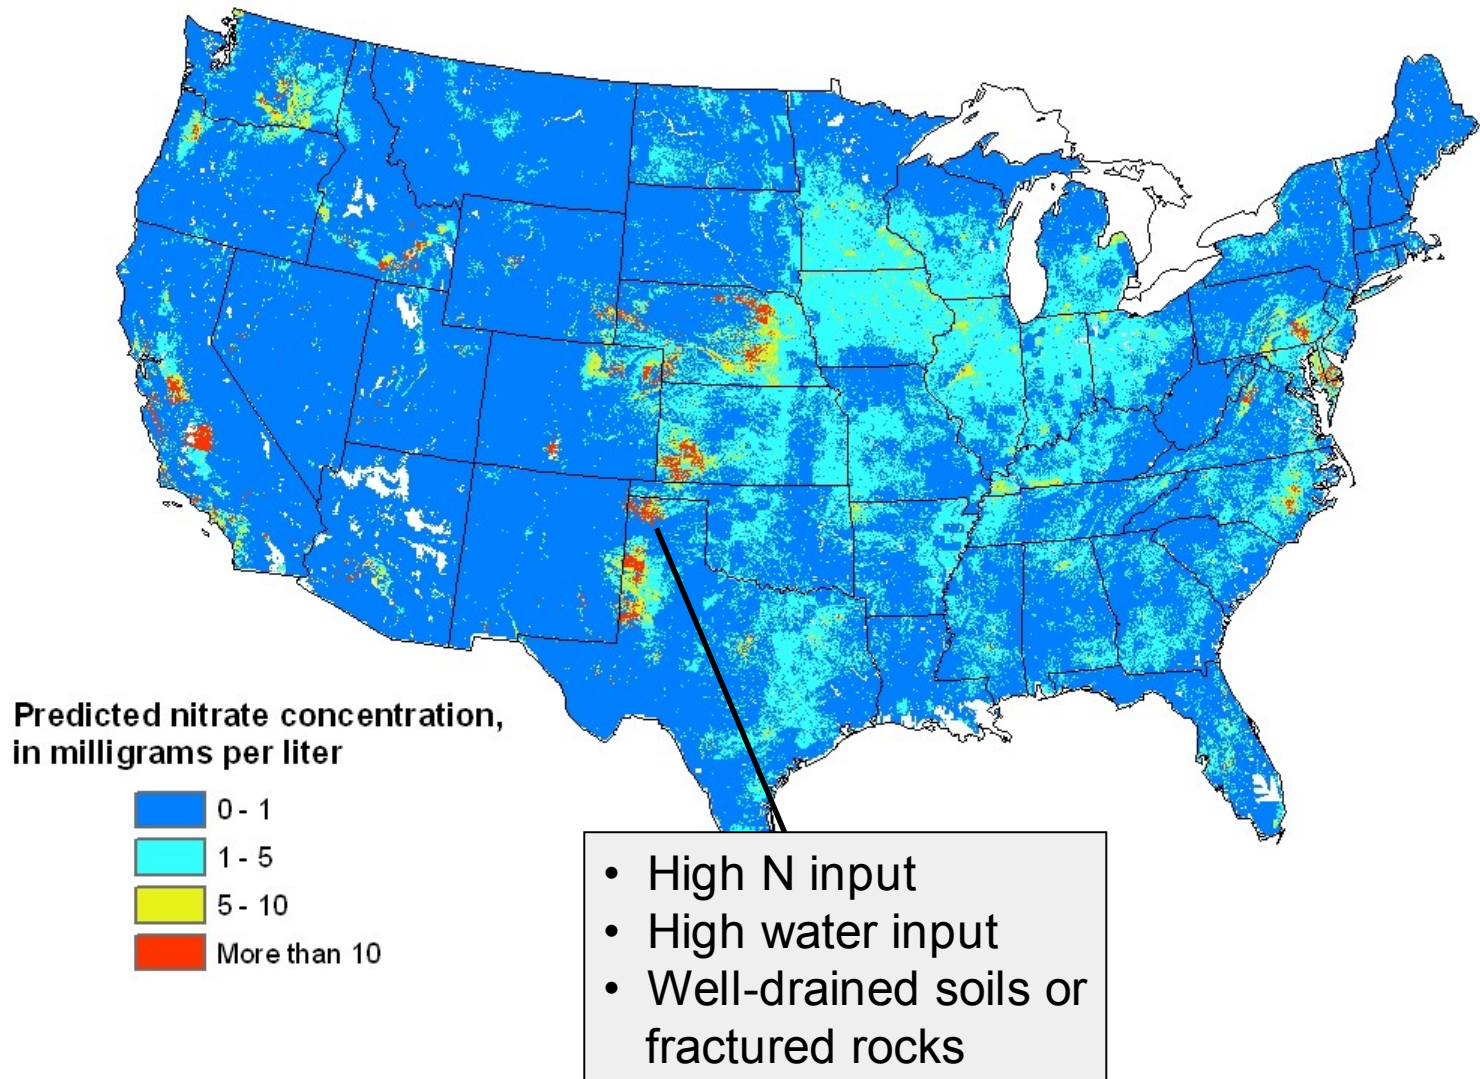 Predicted nitrate concentration,
in milligrams per liter
0 - 1
1 - 5
5 - 10
More than 10
• High N input
• High water input
• Well-drained soils or
fractured rocks